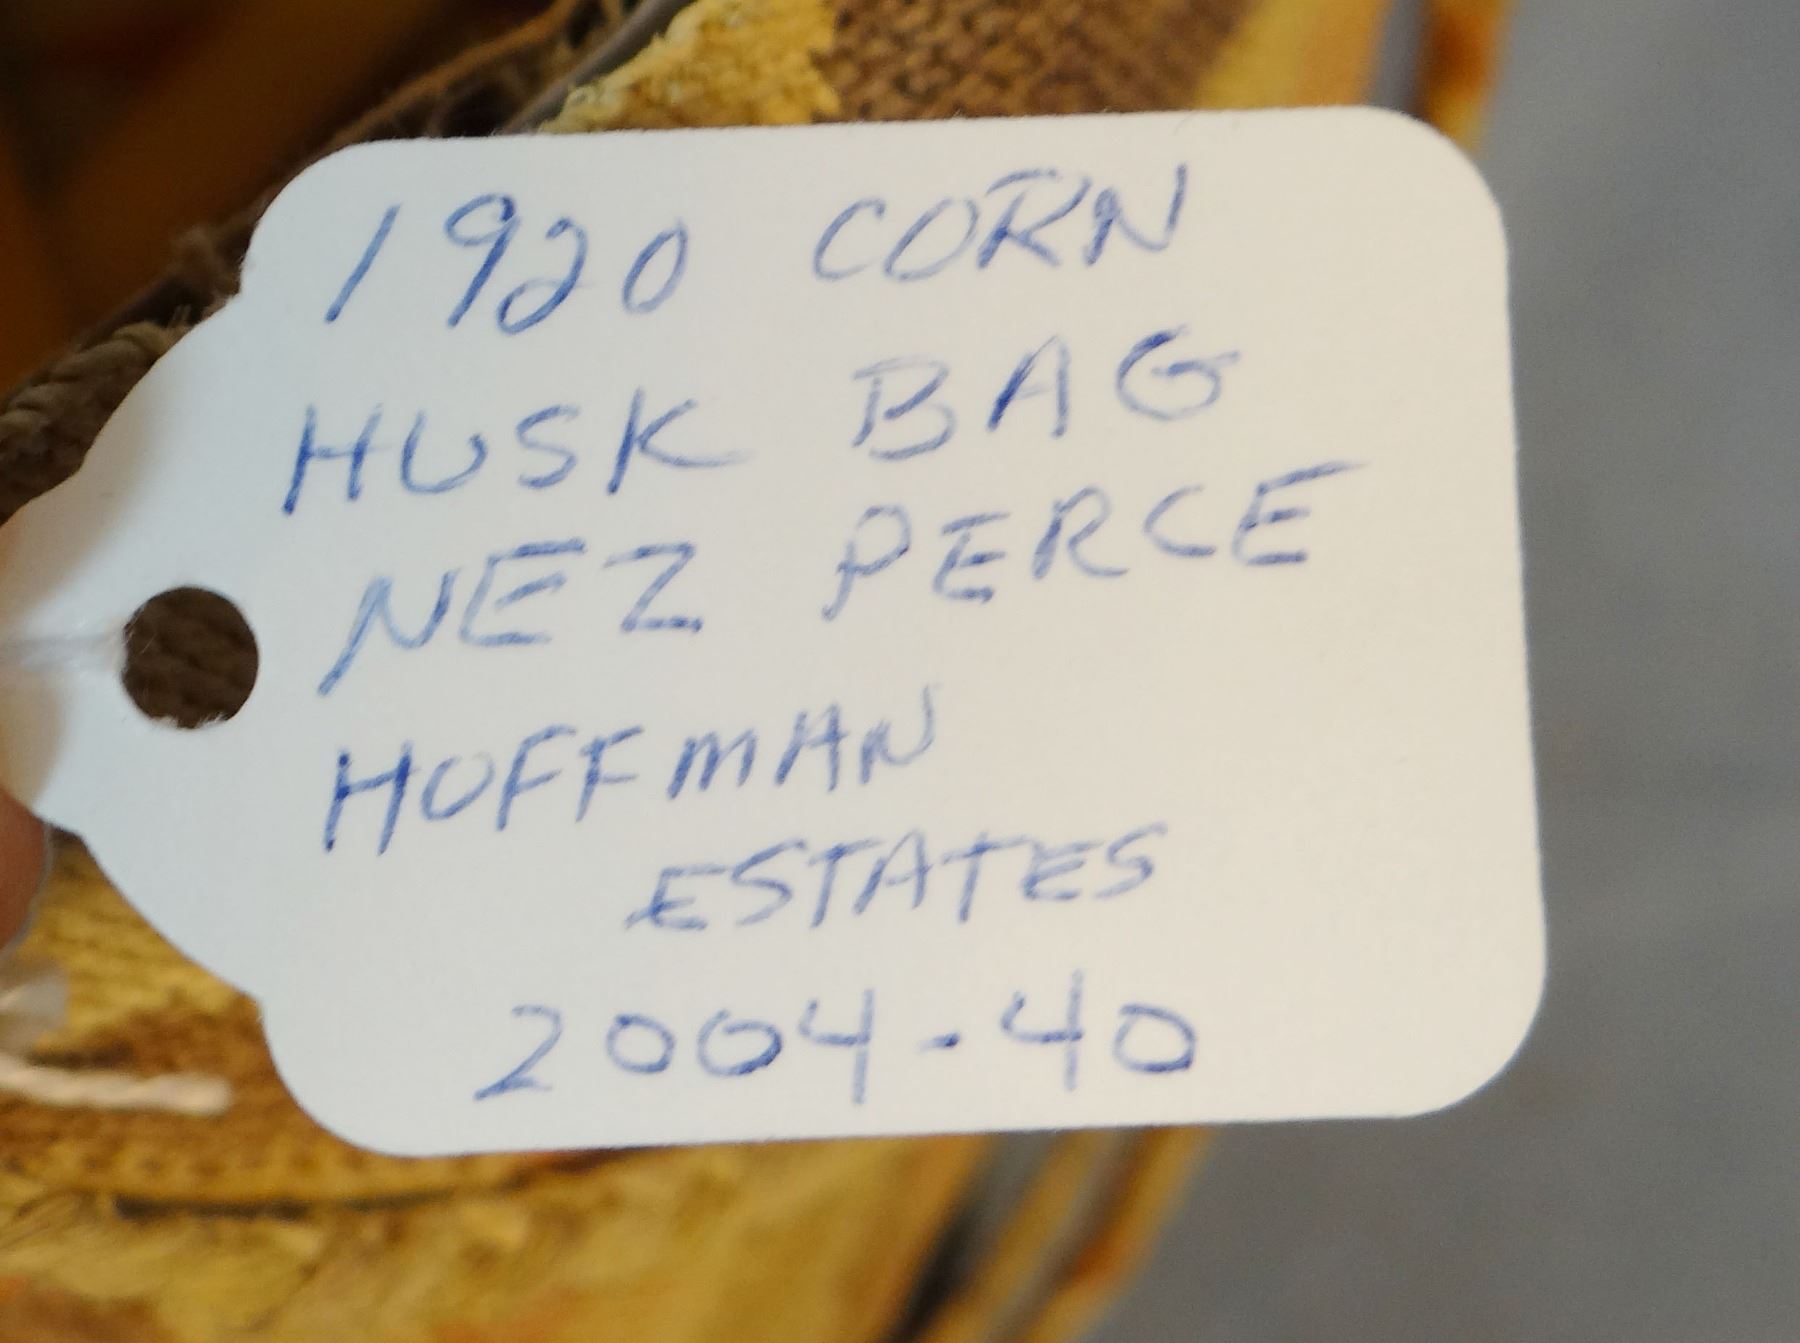 1920 CORN
HUSK BAG
NEZ PERCE
HOFFMAN
ESTATES
2004-40